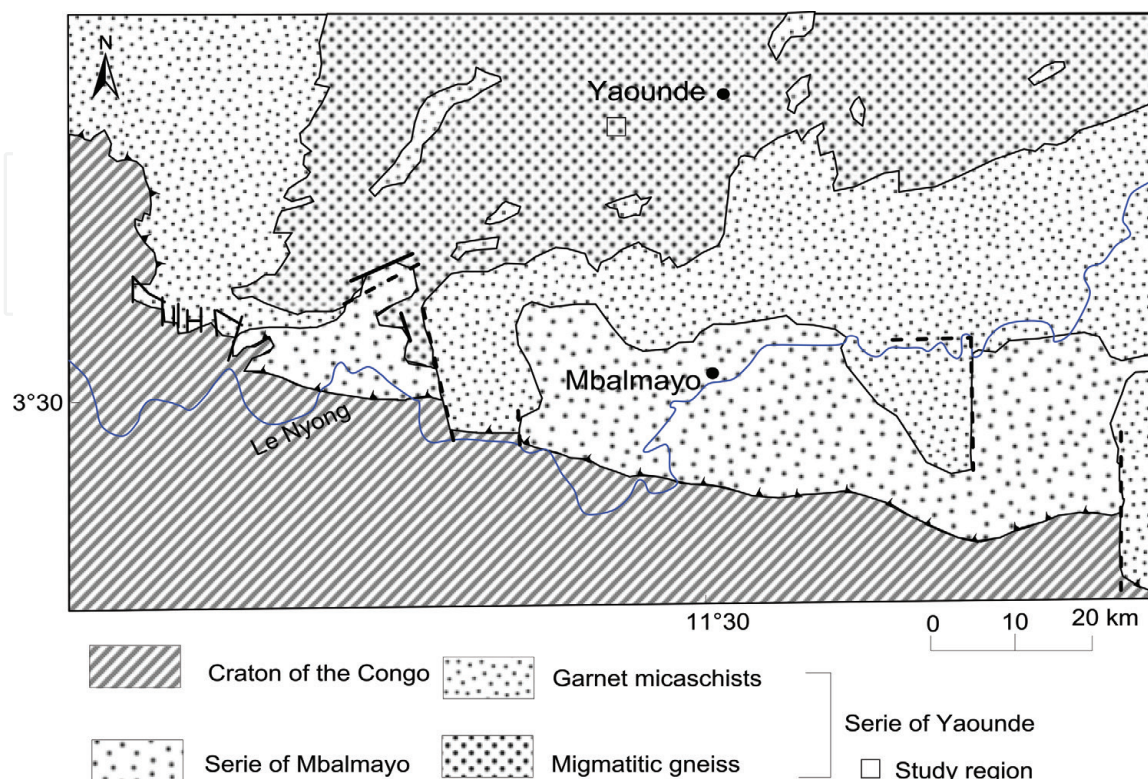 N
Yaounde
Mbalmayo
3°30
Le Nyong
11°30
0 10 20 km
Craton of the Congo
Garnet micaschists
Serie of Yaounde
Serie of Mbalmayo
Migmatitic gneiss
Study region